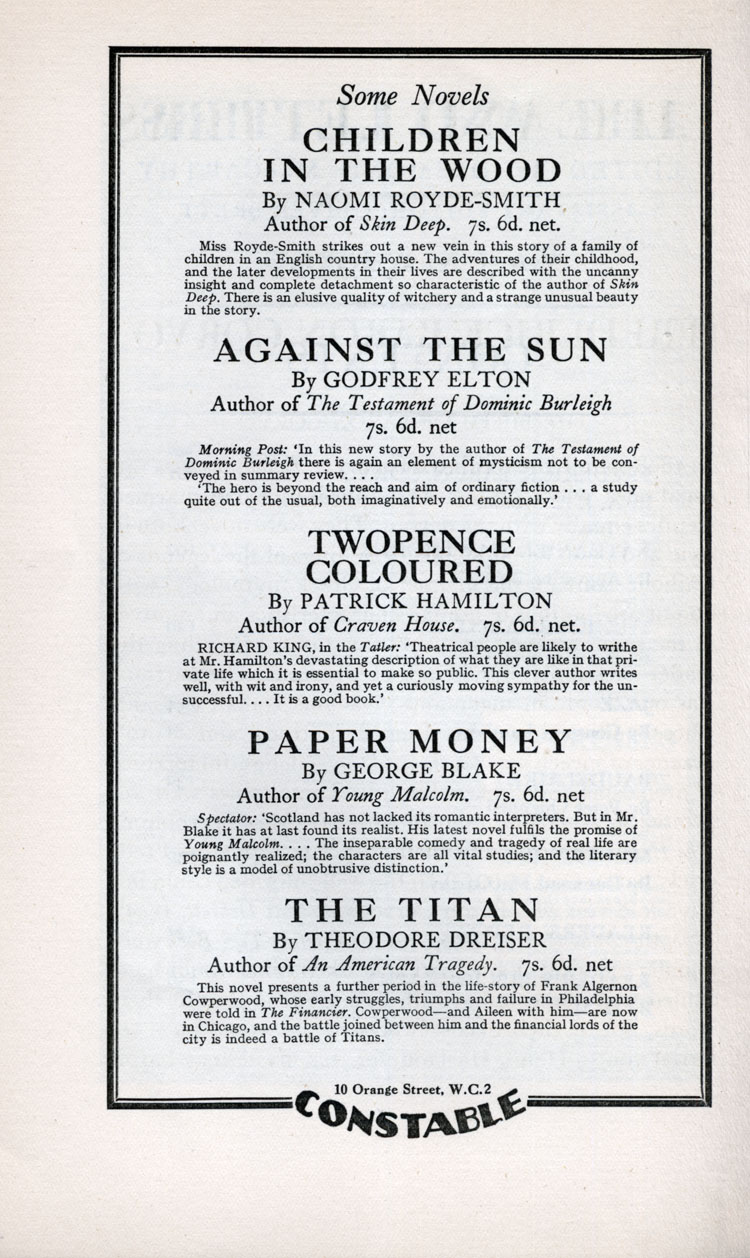 Some Novels
CHILDREN
IN THE WOOD
By NAOMI ROYDE-SMITH
Author of Skin Deep. 7s. 6d. net.
Miss Royde-Smith strikes out a new vein in this story of a family of
children in an English country house. The adventures of their childhood,
and the later developments in their lives are described with the uncanny
insight and complete detachment so characteristic of the author of Skin
Deep. There is an elusive quality of witchery and a strange unusual beauty
in the story.
AGAINST THE SUN
By GODFREY ELTON
Author of The Testament of Dominic Burleigh
7s. 6d. net
Morning Post: ‘In this new story by the author of The Testament of
Dominic Burleigh there is again an element of mysticism not to be con-
veyed in summary review. . . .
‘The hero is beyond the reach and aim of ordinary fiction . . . a study
quite out of the usual, both imaginatively and emotionally.’
TWOPENCE
COLOURED
By PATRICK HAMILTON
Author of Craven House. 7s. 6d. net.
RICHARD KING, in the Tatler: ‘Theatrical people are likely to writhe
at Mr. Hamilton’s devastating description of what they are like in that pri-
vate life which it is essential to make so public. This clever author writes
well, with wit and irony, and yet a curiously moving sympathy for the un-
successful. . . . It is a good book.’
PAPER MONEY
By GEORGE BLAKE
Author of Young Malcolm. 7s. 6d. net
Spectator: ‘Scotland has not lacked its romantic interpreters. But in Mr.
Blake it has at last found its realist. His latest novel fulfils the promise of
Young Malcolm. . . . The inseparable comedy and tragedy of real life are
poignantly realized; the characters are all vital studies; and the literary
style is a model of unobtrusive distinction.’
THE TITAN
By THEODORE DREISER
Author of An American Tragedy. 7s. 6d. net
This novel presents a further period in the life-story of Frank Algernon
Cowperwood, whose early struggles, triumphs and failure in Philadelphia
were told in The Financier. Cowperwood—and Aileen with him—are now
in Chicago, and the battle joined between him and the financial lords of the
city is indeed a battle of Titans.
10 Orange Street, W.C.2
CONSTABLE